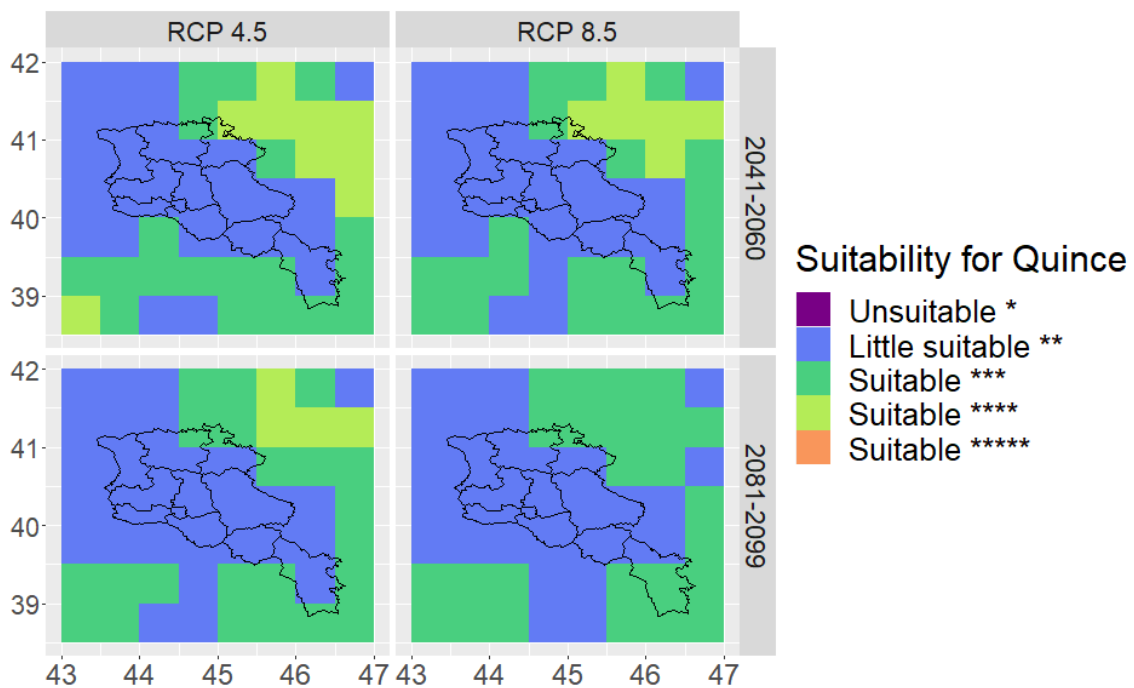 RCP 4.5
RCP 8.5
42
41
40
39
2041-2060
42
41
40
39
2081-2099
43 44 45 46 47
43 44 45 46 47
Suitability for Quince
Unsuitable *
Little suitable **
Suitable ***
Suitable ****
Suitable *****